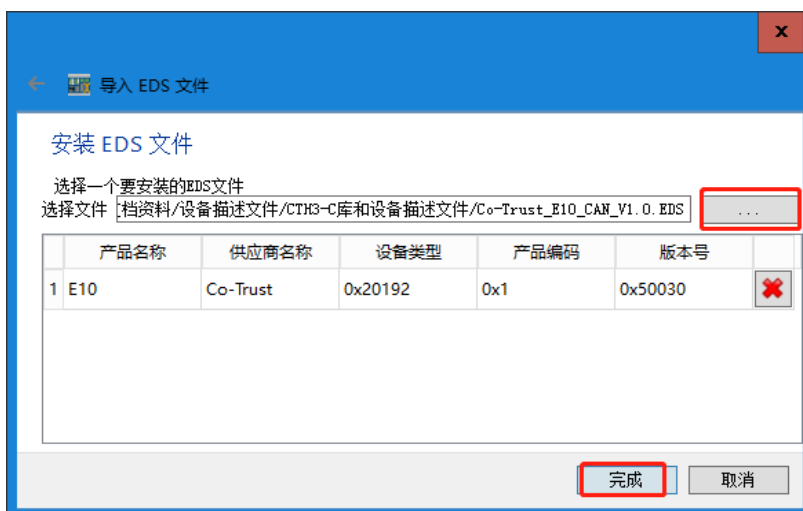 x
导入 EDS 文件
安装 EDS 文件
选择一个要安装的EDS文件
选择文件 档资料/设备描述文件/CTH3-C库和设备描述文件/Co-Trust_E10_CAN_V1.0.EDS ...
产品名称 供应商名称 设备类型 产品编码 版本号
1 E10 Co-Trust 0x20192 0x1 0x50030
完成 取消